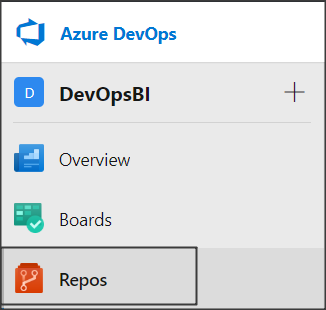 Azure DevOps
D DevOpsBI
Overview
Boards
Repos